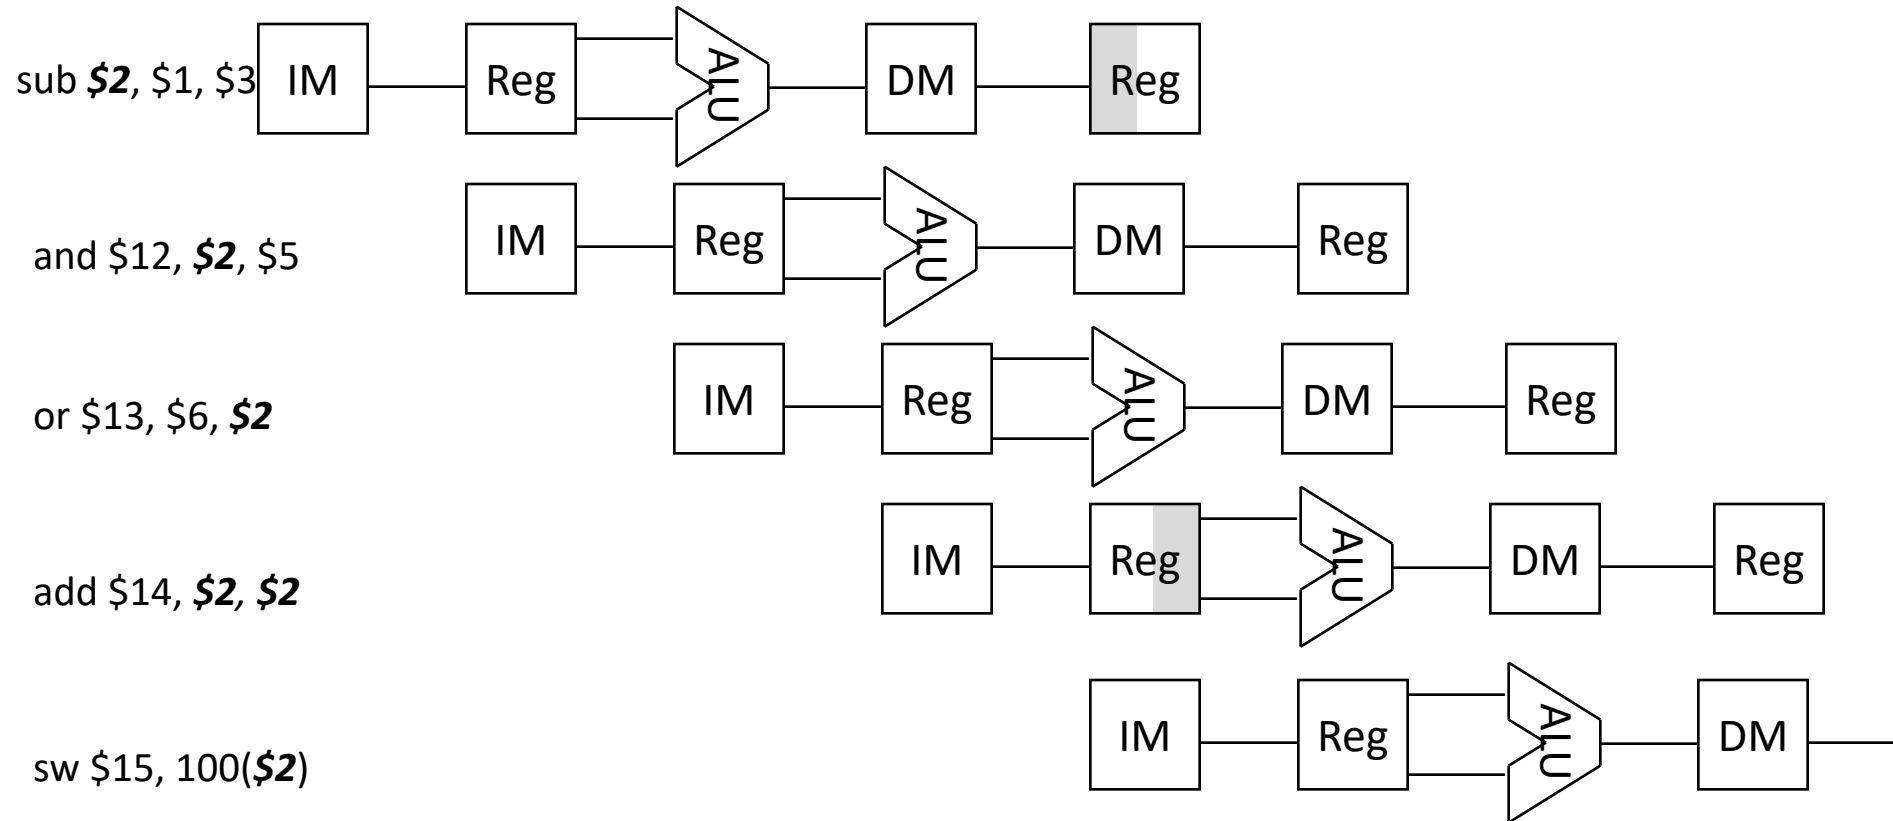 sub $2, $1, $3 IM Reg ALU DM Reg
and $12, $2, $5 IM Reg ALU DM Reg
or $13, $6, $2 IM Reg ALU DM Reg
add $14, $2, $2 IM Reg ALU DM Reg
sw $15, 100($2) IM Reg ALU DM